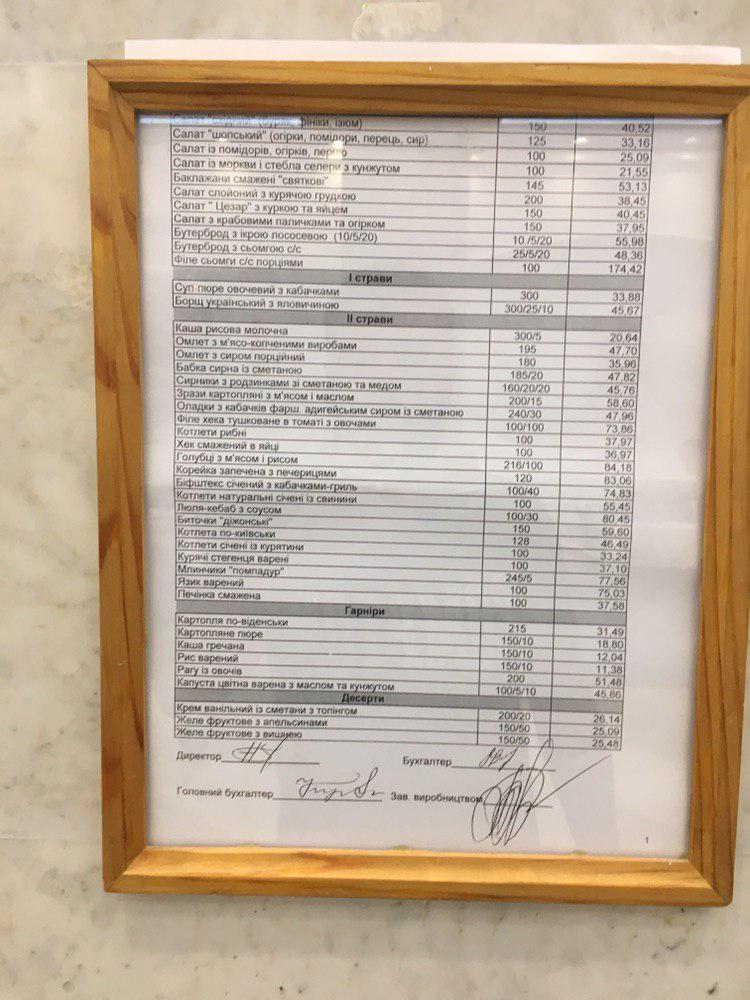 Салат (буряк, фініки, ізюм) 150 40,52
Салат "шопський" (огірки, помідори, перець, сир) 125 33,16
Салат із помідорів, огірків, перцю 100 25,09
Салат із моркви і стебла селери з кунжутом 100 21,55
Баклажани смажені "святкові" 145 53,13
Салат слойоний з курячою грудкою 200 38,45
Салат " Цезар" з куркою та яйцем 150 40,45
Салат з крабовими паличками та огірком 150 37,95
Бутерброд з ікрою лососевою (10/5/20) 10 /5/20 55,98
Бутерброд з сьомгою с/с 25/5/20 48,36
Філе сьомги с/с порціями 100 174,42
І страви
Суп-пюре овочевий з кабачками 300 33,88
Борщ український з яловичиною 300/25/10 45,67
ІІ страви
Каша рисова молочна 300/5 20,64
Омлет з м'ясо-копченими виробами 195 47,70
Омлет з сиром порційний 180 35,96
Бабка сирна із сметаною 185/20 47,82
Сирники з родзинками зі сметаною та медом 160/20/20 45,76
Зрази картопляні з м'ясом і маслом 200/15 58,60
Оладки з кабачків фарш. адигейським сиром із сметаною 240/30 47,96
Філе хека тушковане в томаті з овочами 100/100 73,86
Котлети рибні 100 37,97
Хек смажений в яйці 100 36,97
Голубці з м'ясом і рисом 216/100 84,18
Корейка запечена з печерицями 120 83,06
Біфштекс січений з кабачками-гриль 100/40 74,83
Котлети натуральні січені із свинини 100 55,45
Люля-кебаб з соусом 100/30 80,45
Биточки "діжонські" 150 59,60
Котлета по-київськи 128 46,49
Котлети січені із курятини 100 33,24
Курячі стегенця варені 100 37,10
Млинчики "помпадур" 245/5 77,56
Язик варений 100 75,03
Печінка смажена 100 37,58
Гарніри
Картопля по-віденськи 215 31,49
Картопляне пюре 150/10 18,80
Каша гречана 150/10 12,04
Рис варений 150/10 11,38
Рагу із овочів 200 51,48
Капуста цвітна варена з маслом та кунжутом 100/5/10 45,86
Десерти
Крем ванільний із сметани з топінгом 200/20 26,14
Желе фруктове з апельсинами 150/50 25,09
Желе фруктове з вишнею 150/50 25,48
Директор Бухгалтер
Головний бухгалтер Зав. виробництвом
1